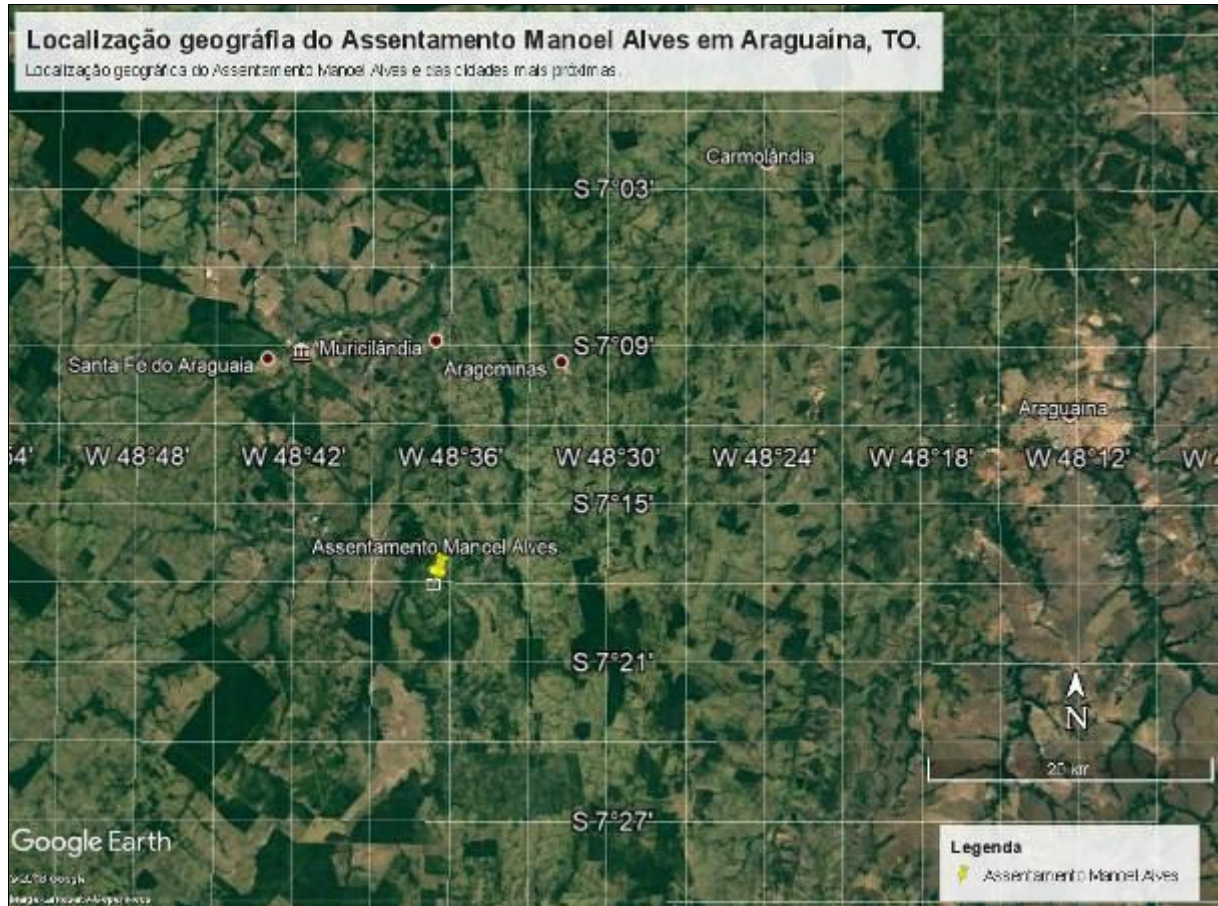 Localização geográfia do Assentamento Manoel Alves em Araguaína, TO.
Localização geográfica do Assentamento Manoel Alves e das cidades mais próximas.
Carmolândia
S 7°03'
S 7°09'
Muricilândia
Santa Fé do Araguaia
Aragominas
Araguaína
54'
W 48°48'
W 48°42'
W 48°36'
W 48°30'
W 48°24'
W 48°18'
W 48°12'
W 4
S 7°15'
Assentamento Manoel Alves
S 7°21'
N
20 km
S 7°27'
Google Earth
Legenda
Assentamento Manoel Alves